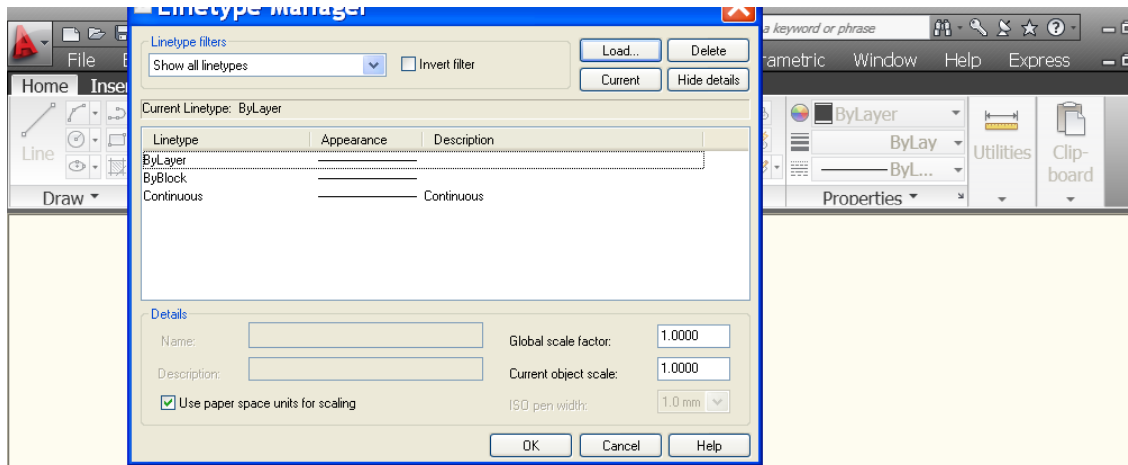 Linetype Manager
a keyword or phrase
File
rametric Window Help Express
Home Inser
Linetype filters
Show all linetypes
Invert filter
Load... Delete
Current Hide details
Current Linetype: ByLayer
Linetype Appearance Description
ByLayer
ByBlock
Continuous Continuous
Line
Draw
ByLayer
ByLay
ByL...
Properties
Utilities
Clip-
board
Details
Name:
Description:
Use paper space units for scaling
Global scale factor: 1.0000
Current object scale: 1.0000
ISO pen width: 1.0 mm
OK Cancel Help